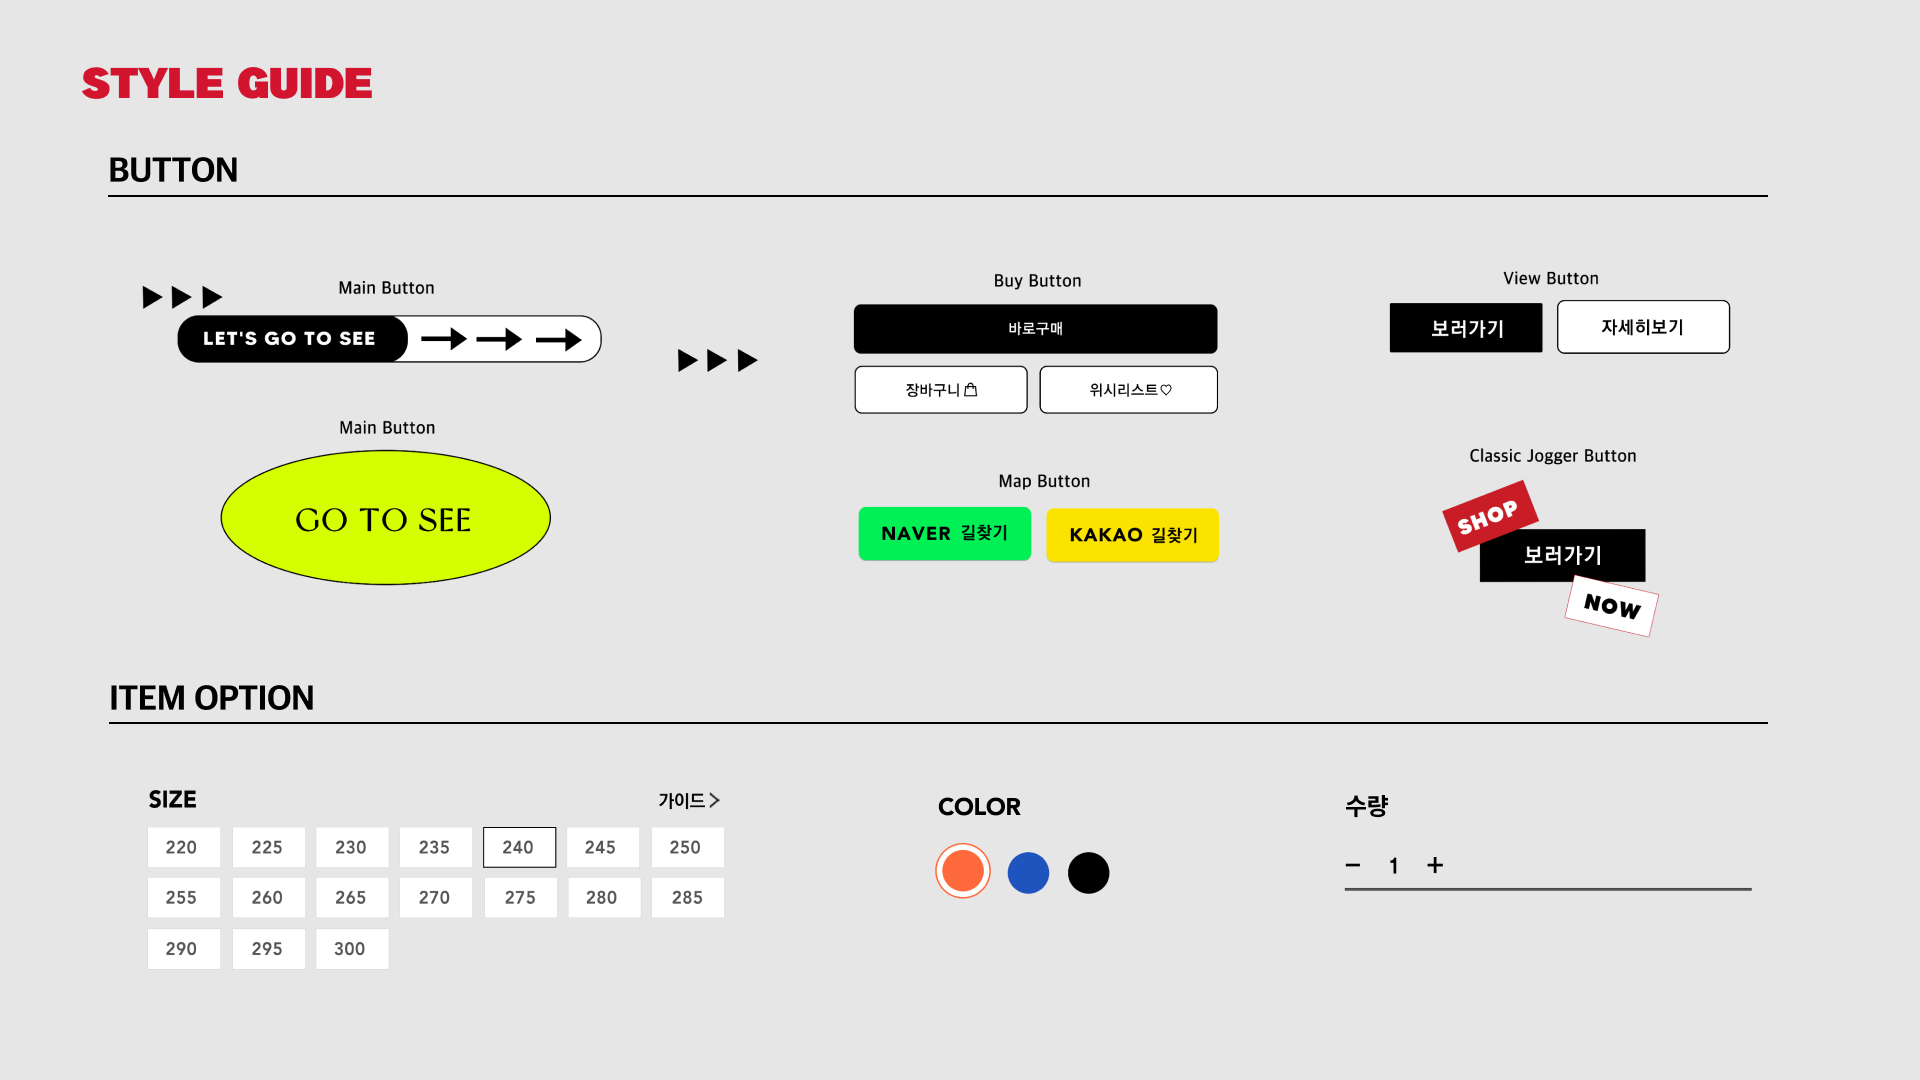 STYLE GUIDE
BUTTON
Main Button
LET'S GO TO SEE
Main Button
GO TO SEE
Buy Button
바로구매
장바구니
위시리스트♡
Map Button
NAVER 길찾기
KAKAO 길찾기
View Button
보러가기
자세히보기
Classic Jogger Button
SHOP
보러가기
NOW
ITEM OPTION
SIZE
가이드 >
220 225 230 235 240 245 250
255 260 265 270 275 280 285
290 295 300
COLOR
수량
− 1 +